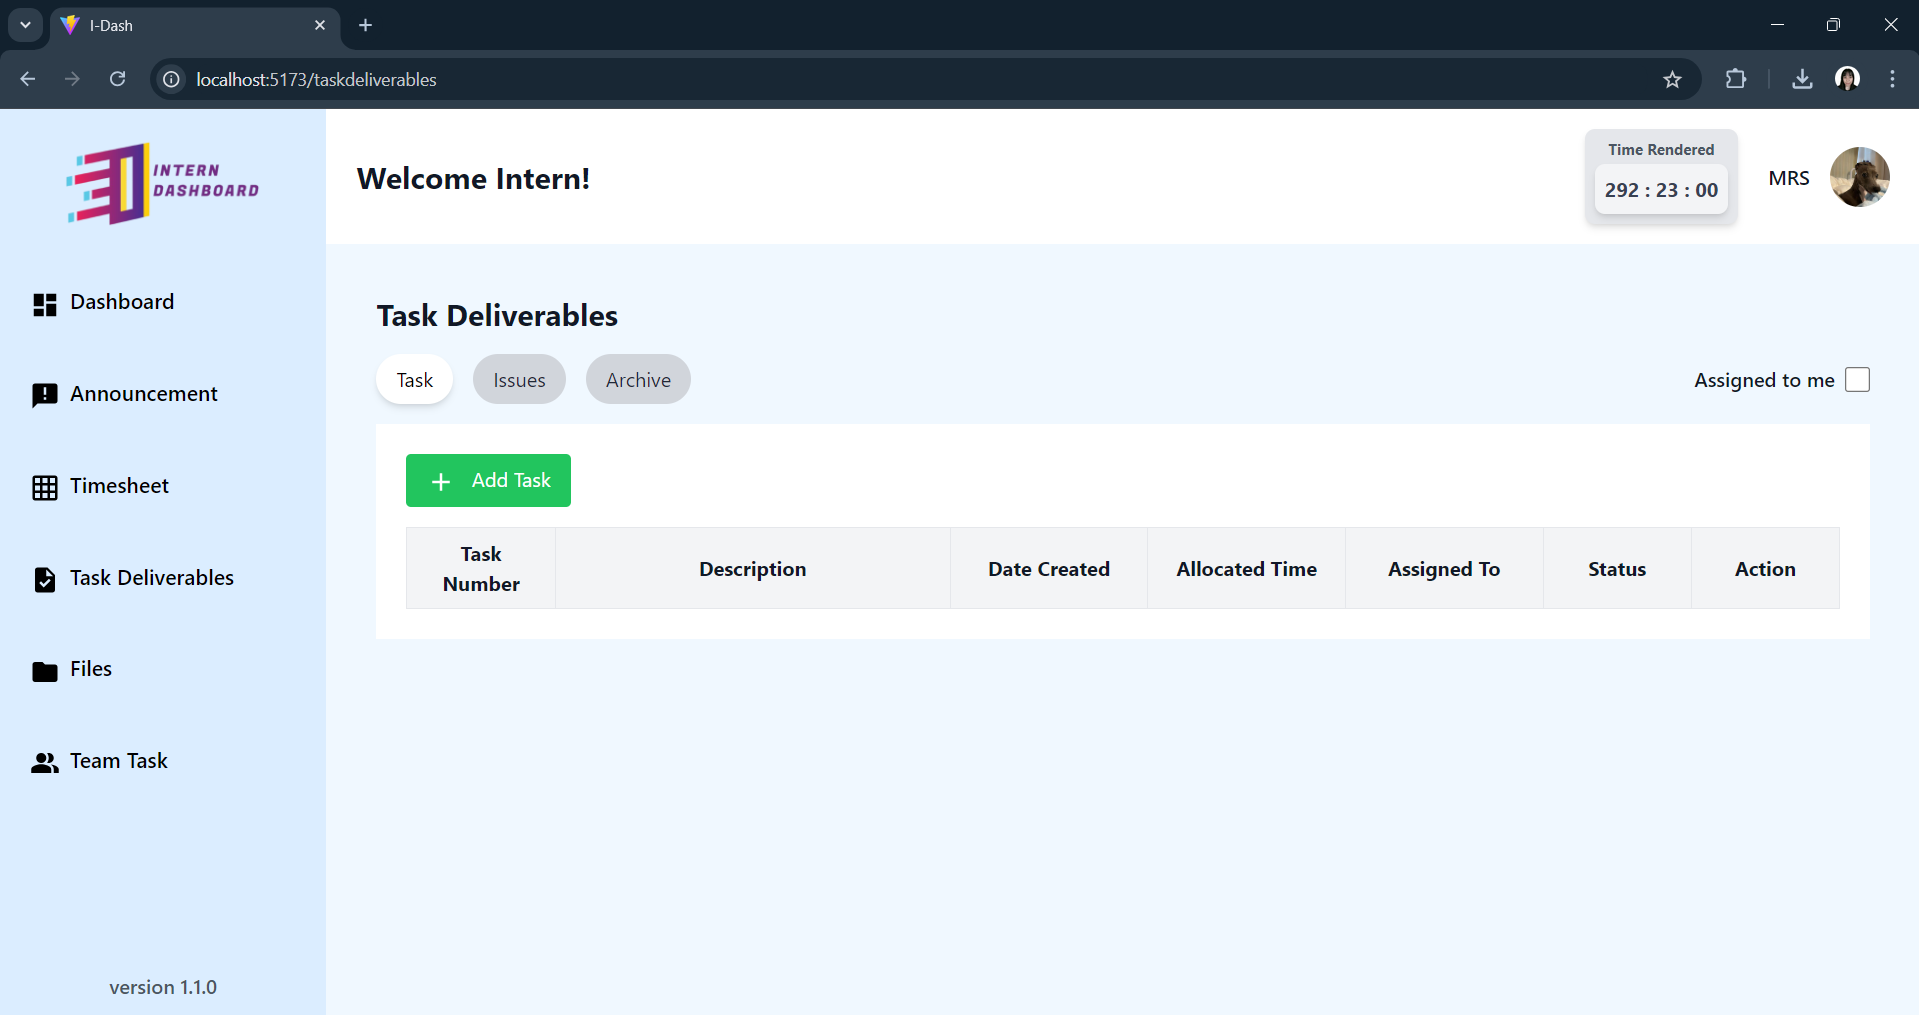 I-Dash
localhost:5173/taskdeliverables
INTERN
DASHBOARD
Welcome Intern!
Time Rendered
292 : 23 : 00
MRS
Dashboard
Announcement
Timesheet
Task Deliverables
Files
Team Task
version 1.1.0
Task Deliverables
Task
Issues
Archive
Assigned to me
+ Add Task
Task
Number
Description
Date Created
Allocated Time
Assigned To
Status
Action